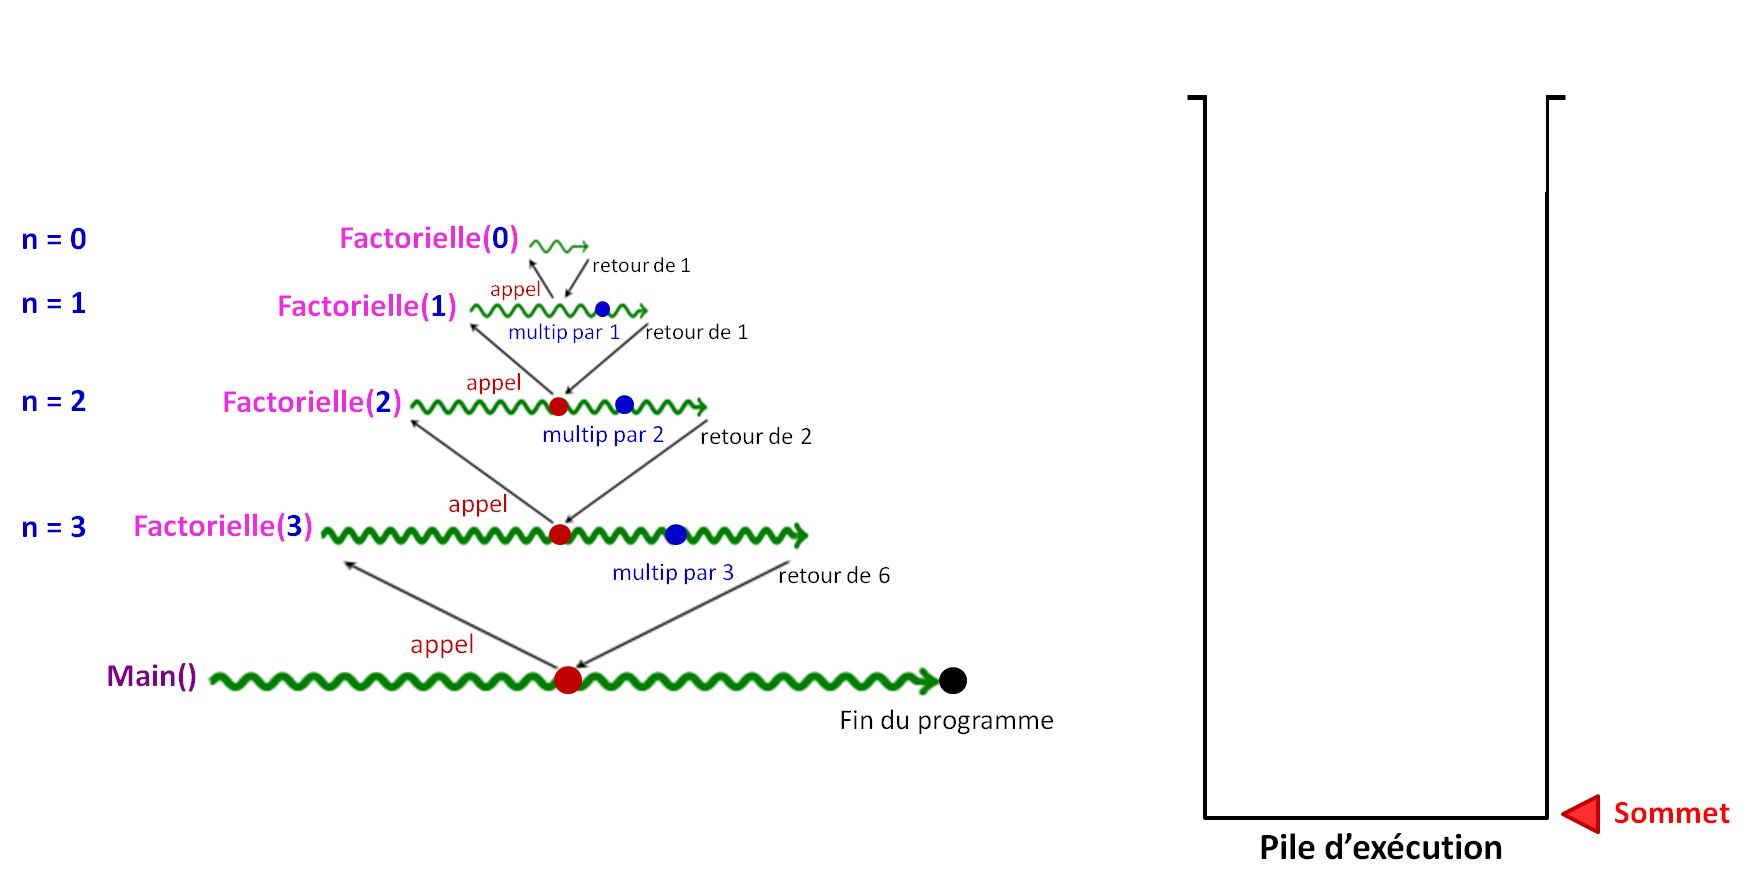 n = 0 Factorielle(0)
retour de 1
appel
n = 1 Factorielle(1)
multip par 1 retour de 1
appel
n = 2 Factorielle(2)
multip par 2 retour de 2
appel
n = 3 Factorielle(3)
multip par 3 retour de 6
appel
Main()
Fin du programme
Sommet
Pile d’exécution